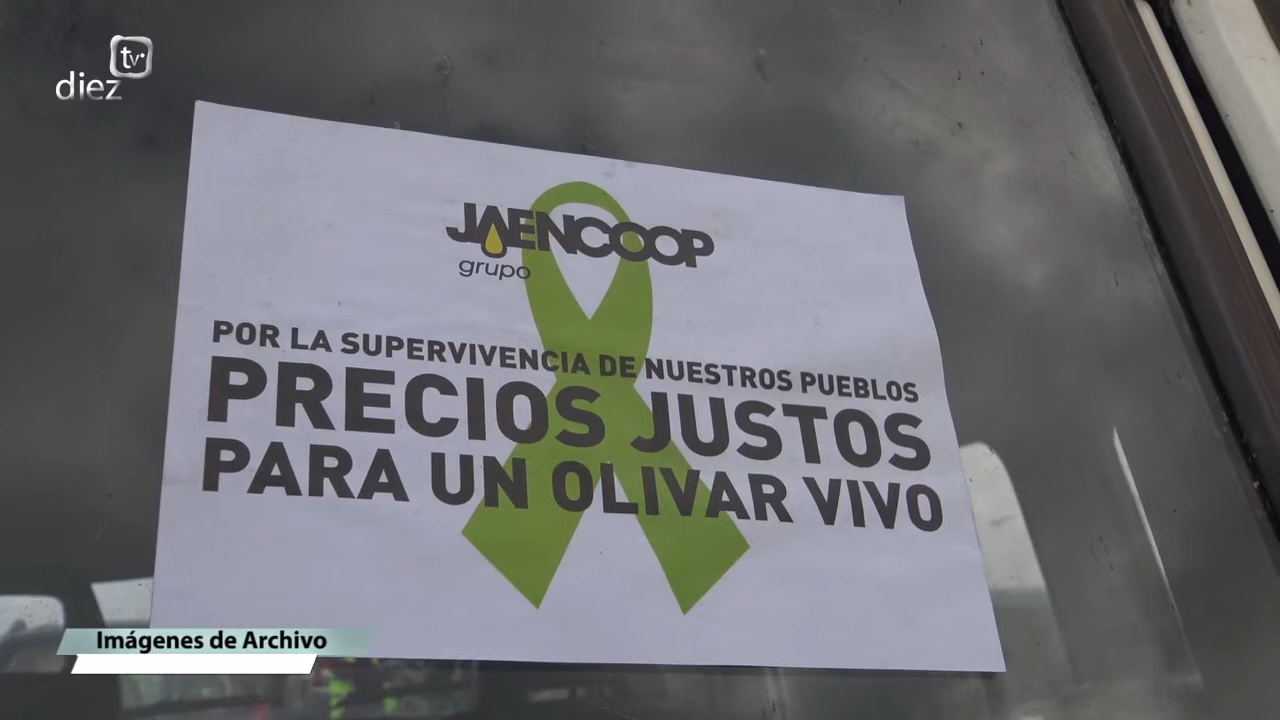 diez tv
JAENCOOP
grupo
POR LA SUPERVIVENCIA DE NUESTROS PUEBLOS
PRECIOS JUSTOS
PARA UN OLIVAR VIVO
Imágenes de Archivo